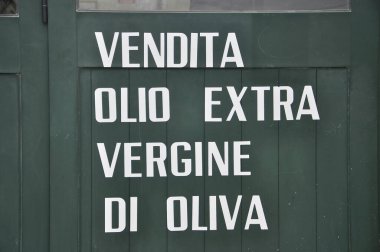 VENDITA
OLIO EXTRA
VERGINE
DI OLIVA